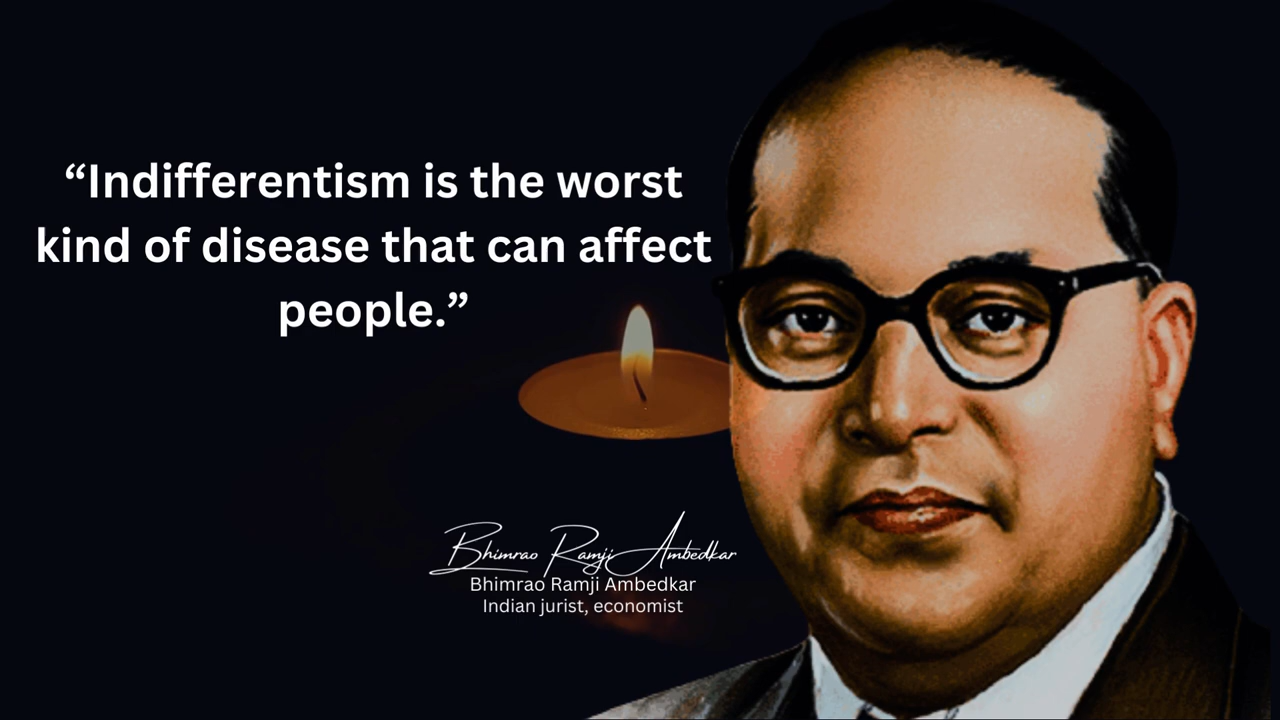 “Indifferentism is the worst
kind of disease that can affect
people.”
Bhimrao Ramji Ambedkar
Bhimrao Ramji Ambedkar
Indian jurist, economist